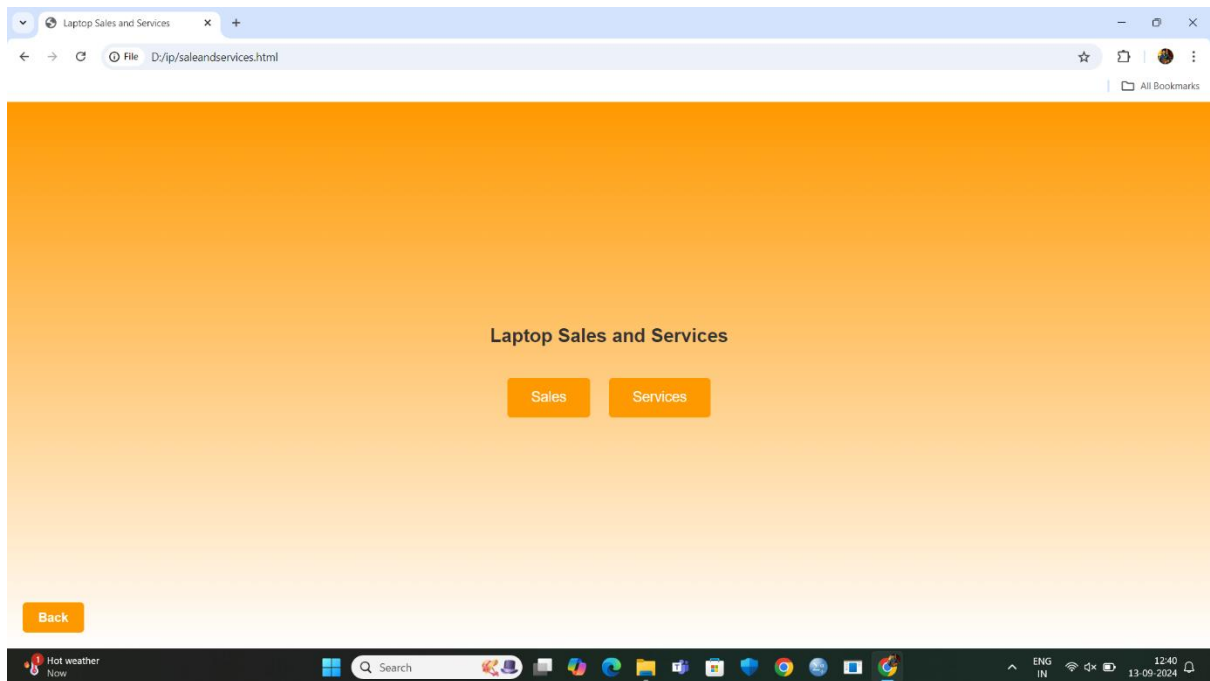 Laptop Sales and Services
File D:/ip/saleandservices.html
All Bookmarks
Laptop Sales and Services
Sales Services
Back
1
Hot weather
Now
Search
ENG
IN
12:40
13-09-2024